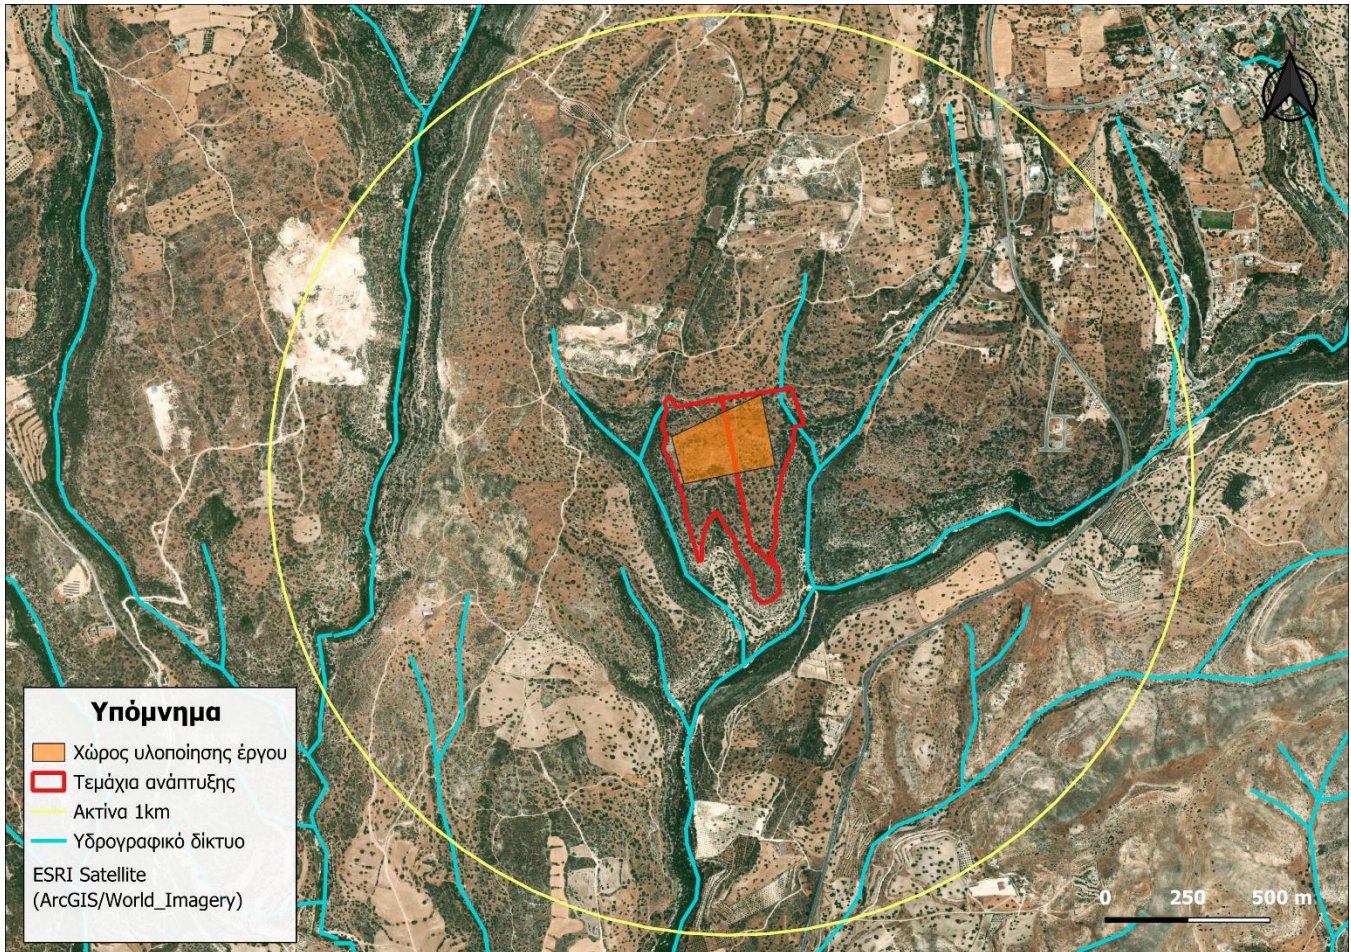 N
Υπόμνημα
Χώρος υλοποίησης έργου
Τεμάχια ανάπτυξης
Ακτίνα 1km
Υδρογραφικό δίκτυο
ESRI Satellite
(ArcGIS/World_Imagery)
0 250 500 m